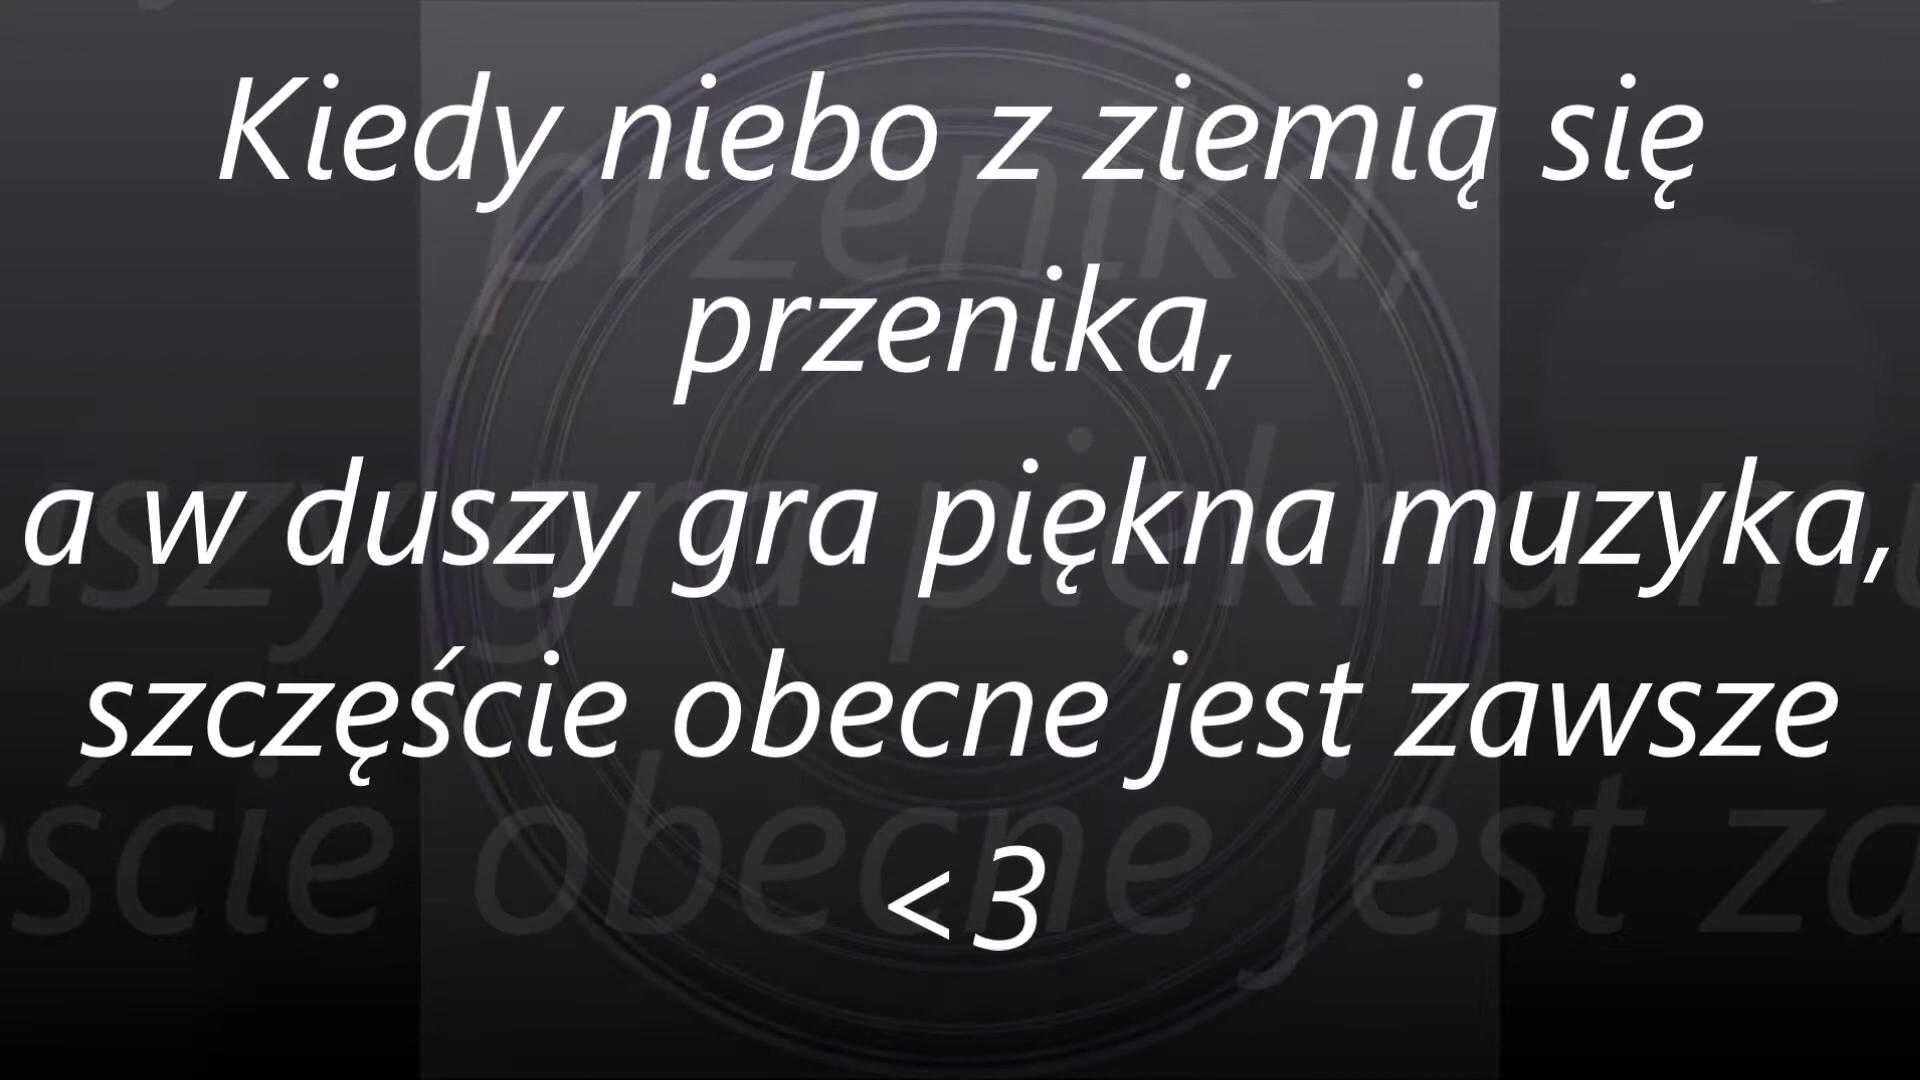 Kiedy niebo z ziemią się
przenika,
a w duszy gra piękna muzyka,
szczęście obecne jest zawsze
<3